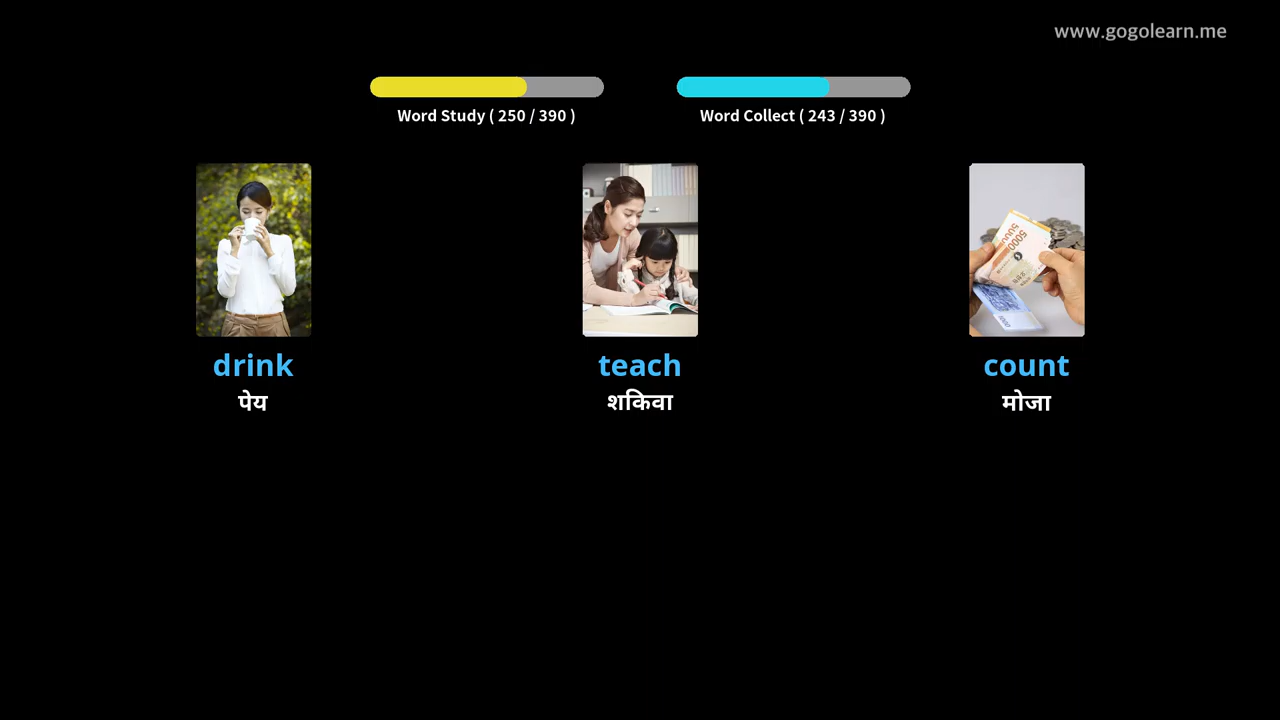 www.gogolearn.me
Word Study ( 250 / 390 )
Word Collect ( 243 / 390 )
drink
teach
count
पेय
शकिवा
मोजा